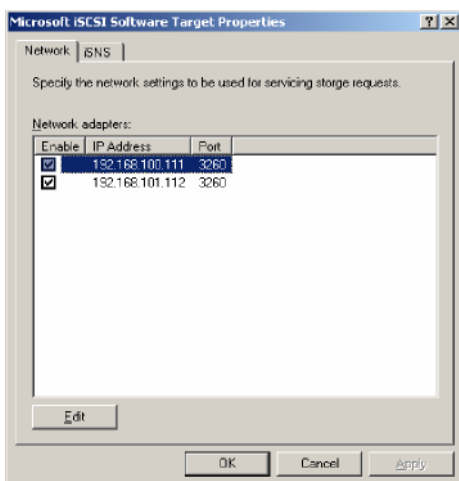 Microsoft iSCSI Software Target Properties
Network
iSNS
Specify the network settings to be used for servicing storge requests.
Network adapters:
Enable IP Address Port
192.168.100.111 3260
192.168.101.112 3260
Edit
OK Cancel Apply